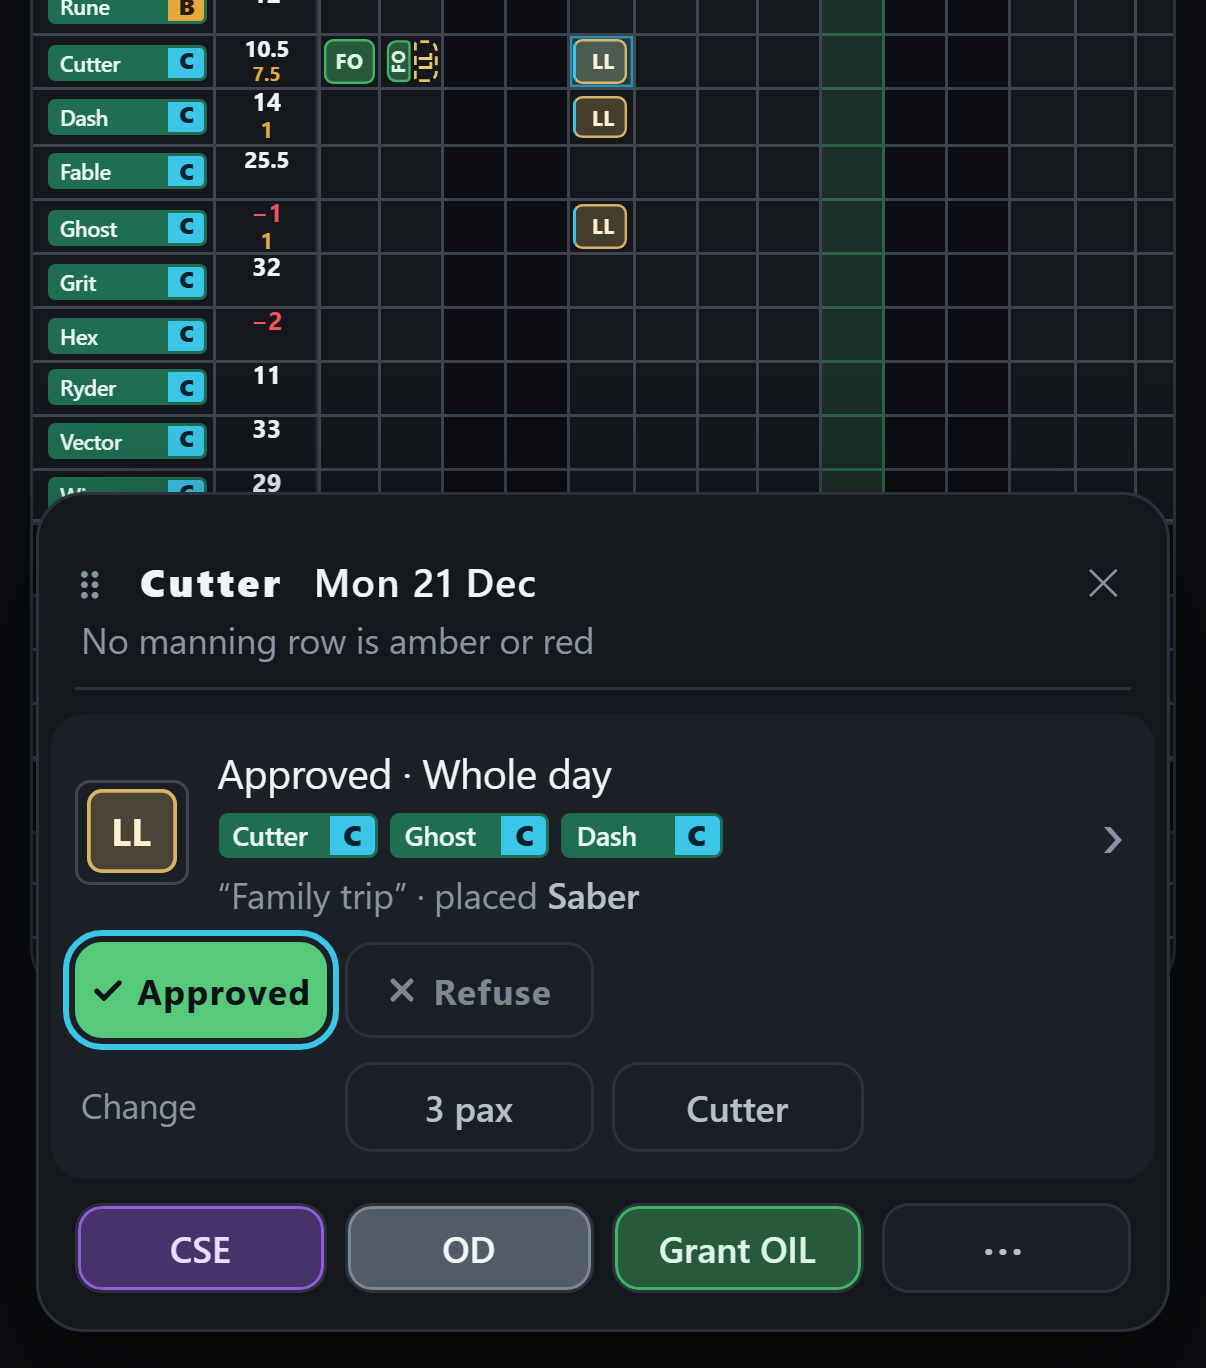 Rune B
Cutter C 10.5 7.5 FO FO LL LL
Dash C 14 1 LL
Fable C 25.5
Ghost C −1 1 LL
Grit C 32
Hex C −2
Ryder C 11
Vector C 33
29
Cutter Mon 21 Dec
No manning row is amber or red
LL
Approved · Whole day
Cutter C Ghost C Dash C
“Family trip” · placed Saber
Approved Refuse
Change 3 pax Cutter
CSE OD Grant OIL ...